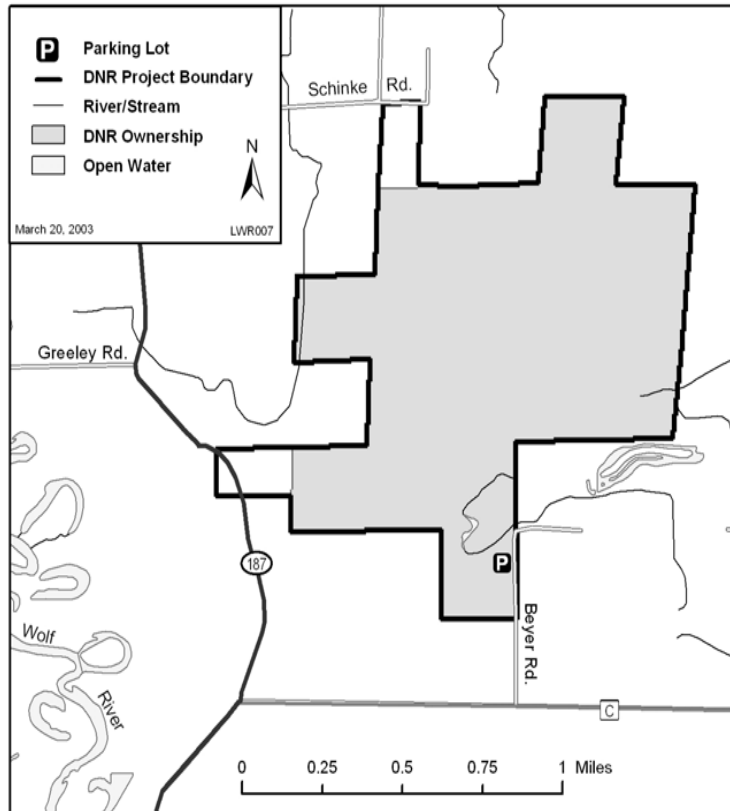 P Parking Lot
DNR Project Boundary
River/Stream
DNR Ownership
Open Water
N
March 20, 2003 LWR007
Schinke Rd.
Greeley Rd.
187
P
Beyer Rd.
Wolf
River
C
0 0.25 0.5 0.75 1 Miles